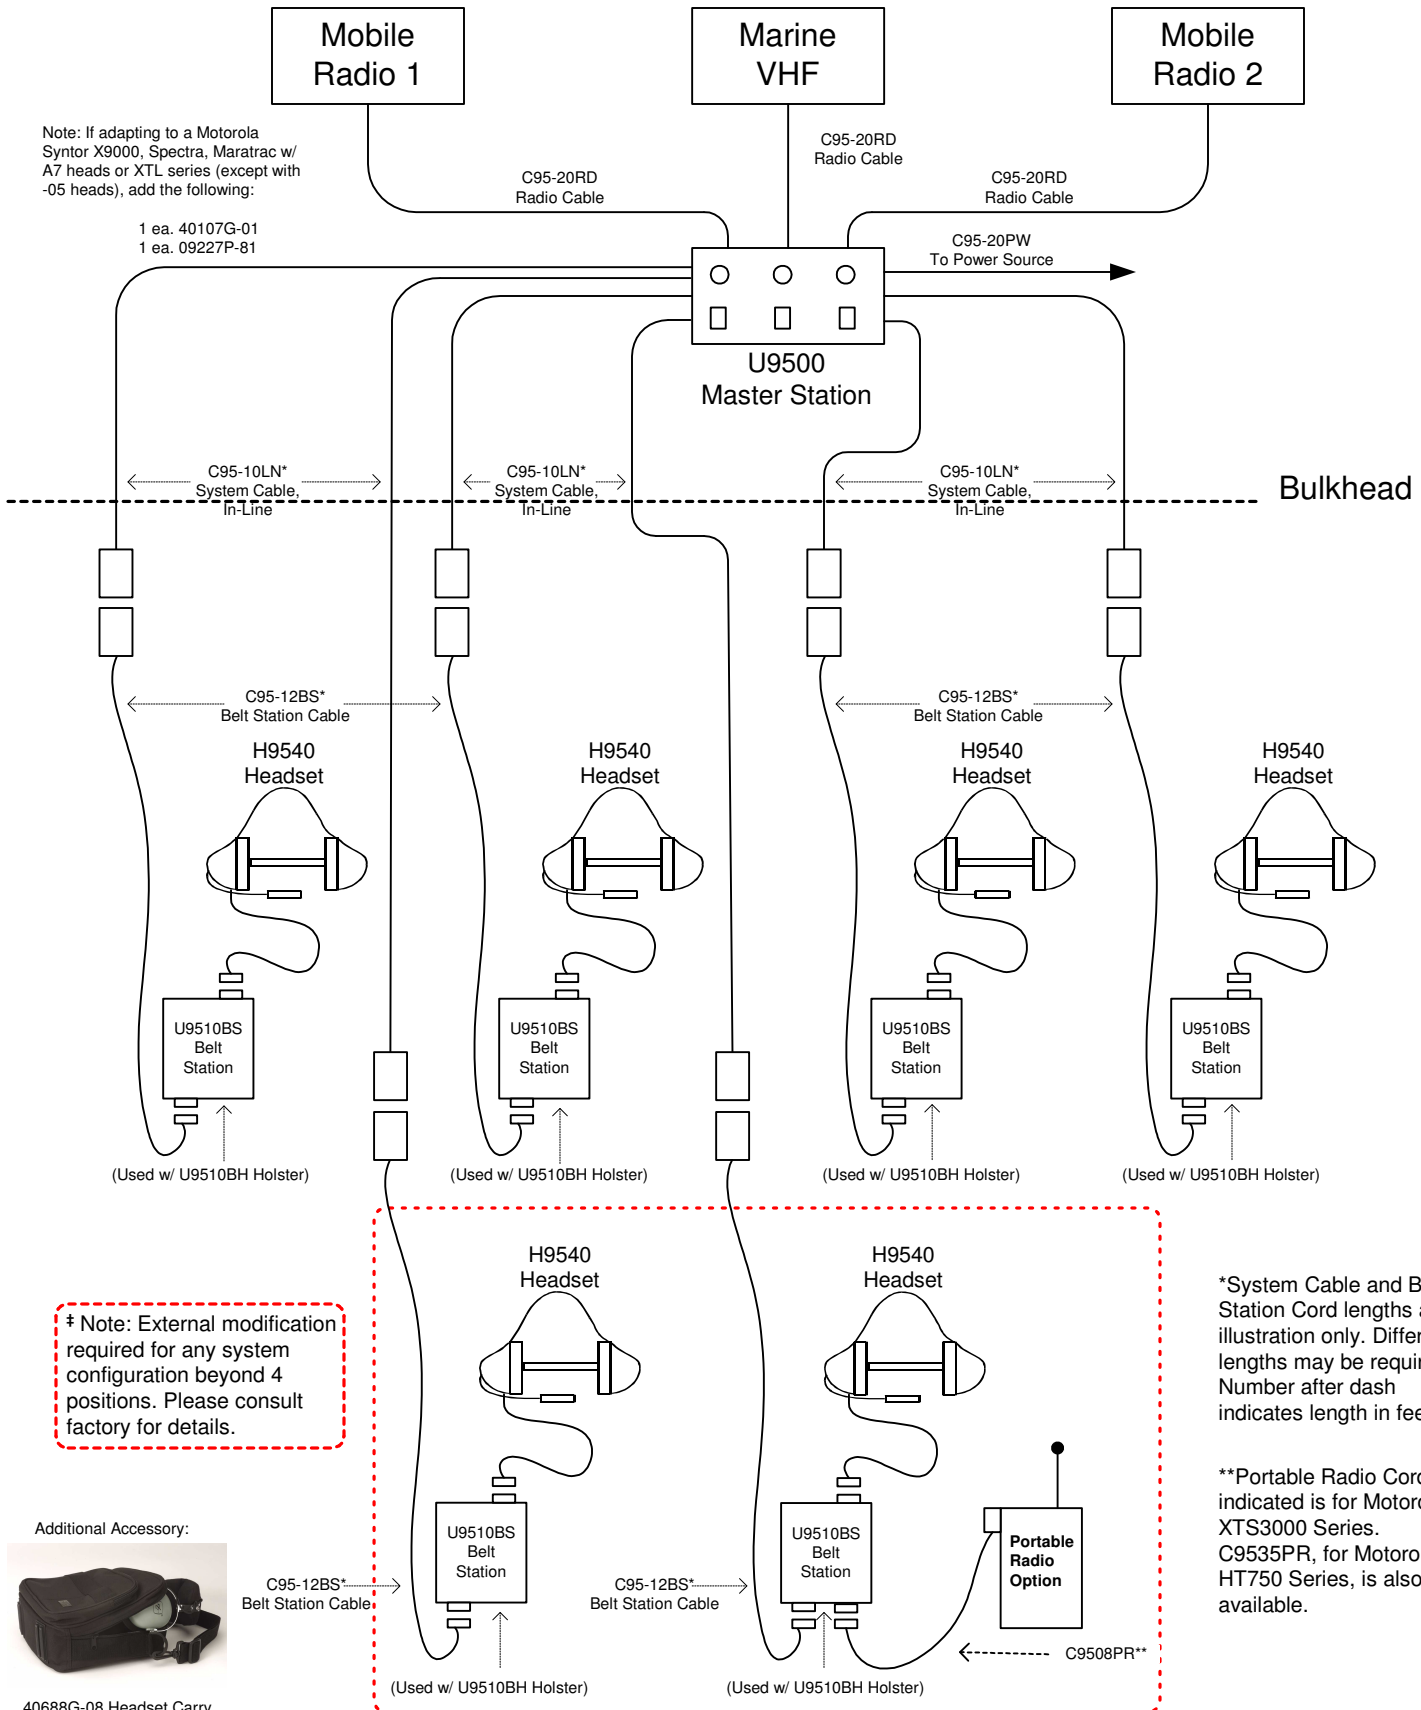 Mobile
Radio 1
Marine
VHF
Mobile
Radio 2
Note: If adapting to a Motorola
Syntor X9000, Spectra, Maratrac w/
A7 heads or XTL series (except with
-05 heads), add the following:
1 ea. 40107G-01
1 ea. 09227P-81
C95-20RD
Radio Cable
C95-20RD
Radio Cable
C95-20RD
Radio Cable
C95-20PW
To Power Source
U9500
Master Station
C95-10LN*
System Cable,
In-Line
C95-10LN*
System Cable,
In-Line
C95-10LN*
System Cable,
In-Line
Bulkhead
C95-12BS*
Belt Station Cable
C95-12BS*
Belt Station Cable
H9540
Headset
H9540
Headset
H9540
Headset
H9540
Headset
U9510BS
Belt
Station
U9510BS
Belt
Station
U9510BS
Belt
Station
U9510BS
Belt
Station
(Used w/ U9510BH Holster)
(Used w/ U9510BH Holster)
(Used w/ U9510BH Holster)
(Used w/ U9510BH Holster)
H9540
Headset
H9540
Headset
‡ Note: External modification
required for any system
configuration beyond 4
positions. Please consult
factory for details.
*System Cable and
Station Cord lengths
illustration only.
lengths may be
Number after dash
indicates length in
**Portable Radio
indicated is for
XTS3000 Series.
C9535PR, for
HT750 Series, is also
available.
U9510BS
Belt
Station
U9510BS
Belt
Station
Portable
Radio
Option
C95-12BS*
Belt Station Cable
C95-12BS*
Belt Station Cable
C9508PR**
(Used w/ U9510BH Holster)
(Used w/ U9510BH Holster)
Additional Accessory:
40688G-08 Headset Carry